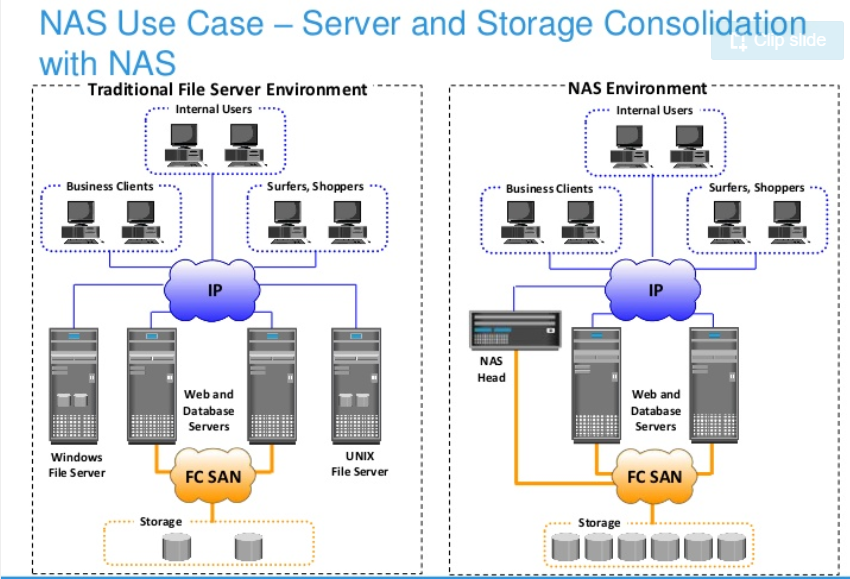 NAS Use Case – Server and Storage Consolidation
with NAS
Clip slide
Traditional File Server Environment
Internal Users
Business Clients
Surfers, Shoppers
IP
Web and
Database
Servers
Windows
File Server
UNIX
File Server
FC SAN
Storage
NAS Environment
Internal Users
Business Clients
Surfers, Shoppers
IP
NAS
Head
Web and
Database
Servers
FC SAN
Storage